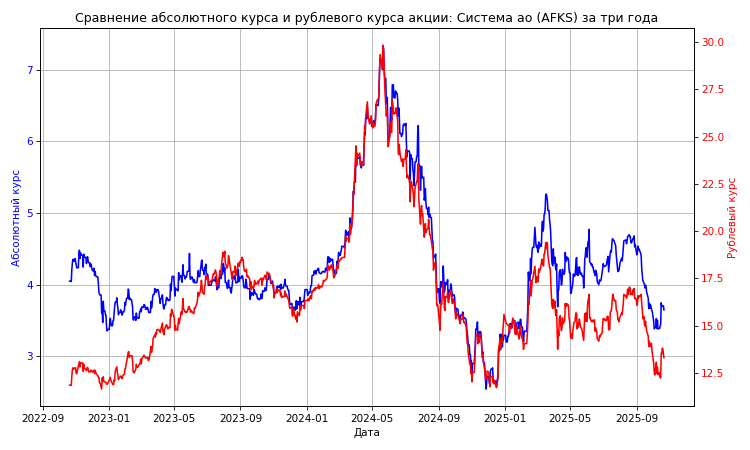 Сравнение абсолютного курса и рублевого курса акции: Система ао (AFKS) за три года
Абсолютный курс
7
6
5
4
3
30.0
27.5
25.0
22.5
20.0
17.5
15.0
12.5
Рублевый курс
2022-09 2023-01 2023-05 2023-09 2024-01 2024-05 2024-09 2025-01 2025-05 2025-09
Дата